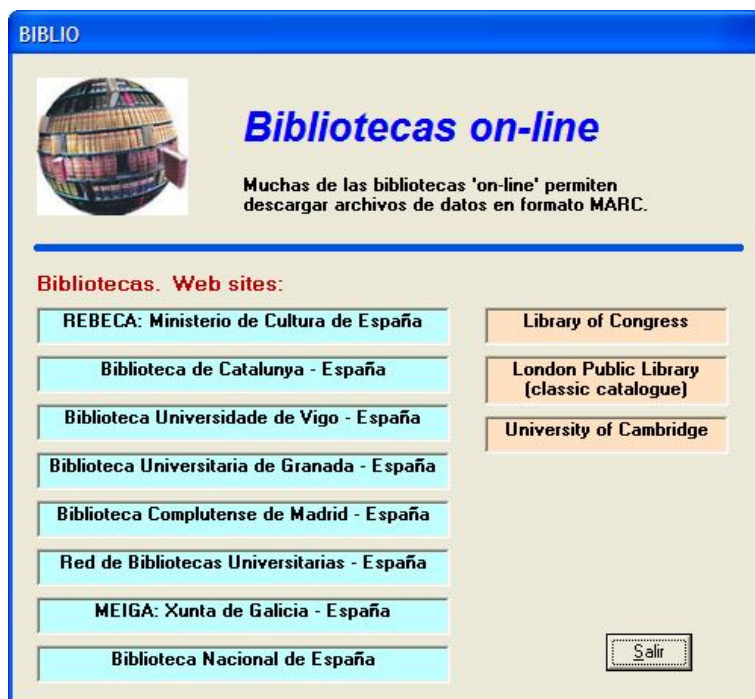 BIBLIO
Bibliotecas on-line
Muchas de las bibliotecas 'on-line' permiten
descargar archivos de datos en formato MARC.
Bibliotecas. Web sites:
REBECA: Ministerio de Cultura de España
Biblioteca de Catalunya - España
Biblioteca Universidade de Vigo - España
Biblioteca Universitaria de Granada - España
Biblioteca Complutense de Madrid - España
Red de Bibliotecas Universitarias - España
MEIGA: Xunta de Galicia - España
Biblioteca Nacional de España
Library of Congress
London Public Library
(classic catalogue)
University of Cambridge
Salir